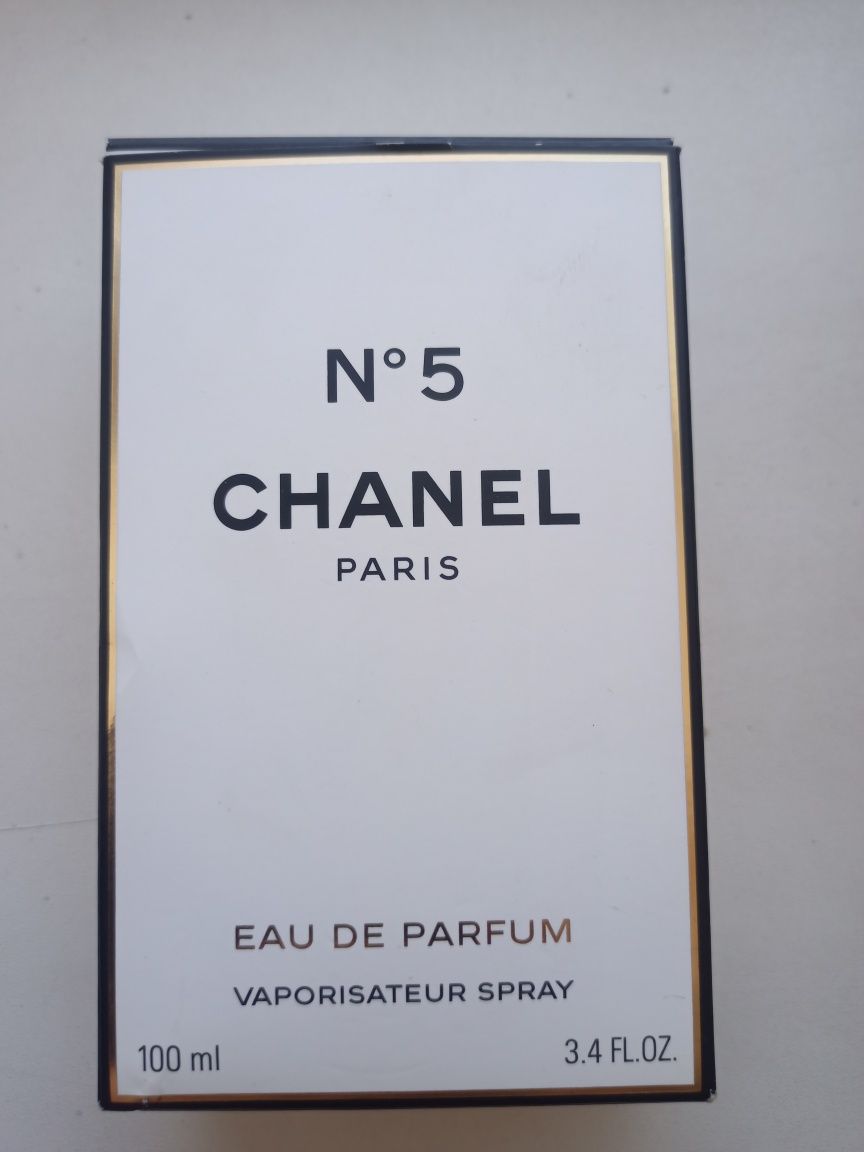 N°5
CHANEL
PARIS
EAU DE PARFUM
VAPORISATEUR SPRAY
100 ml 3.4 FL.OZ.